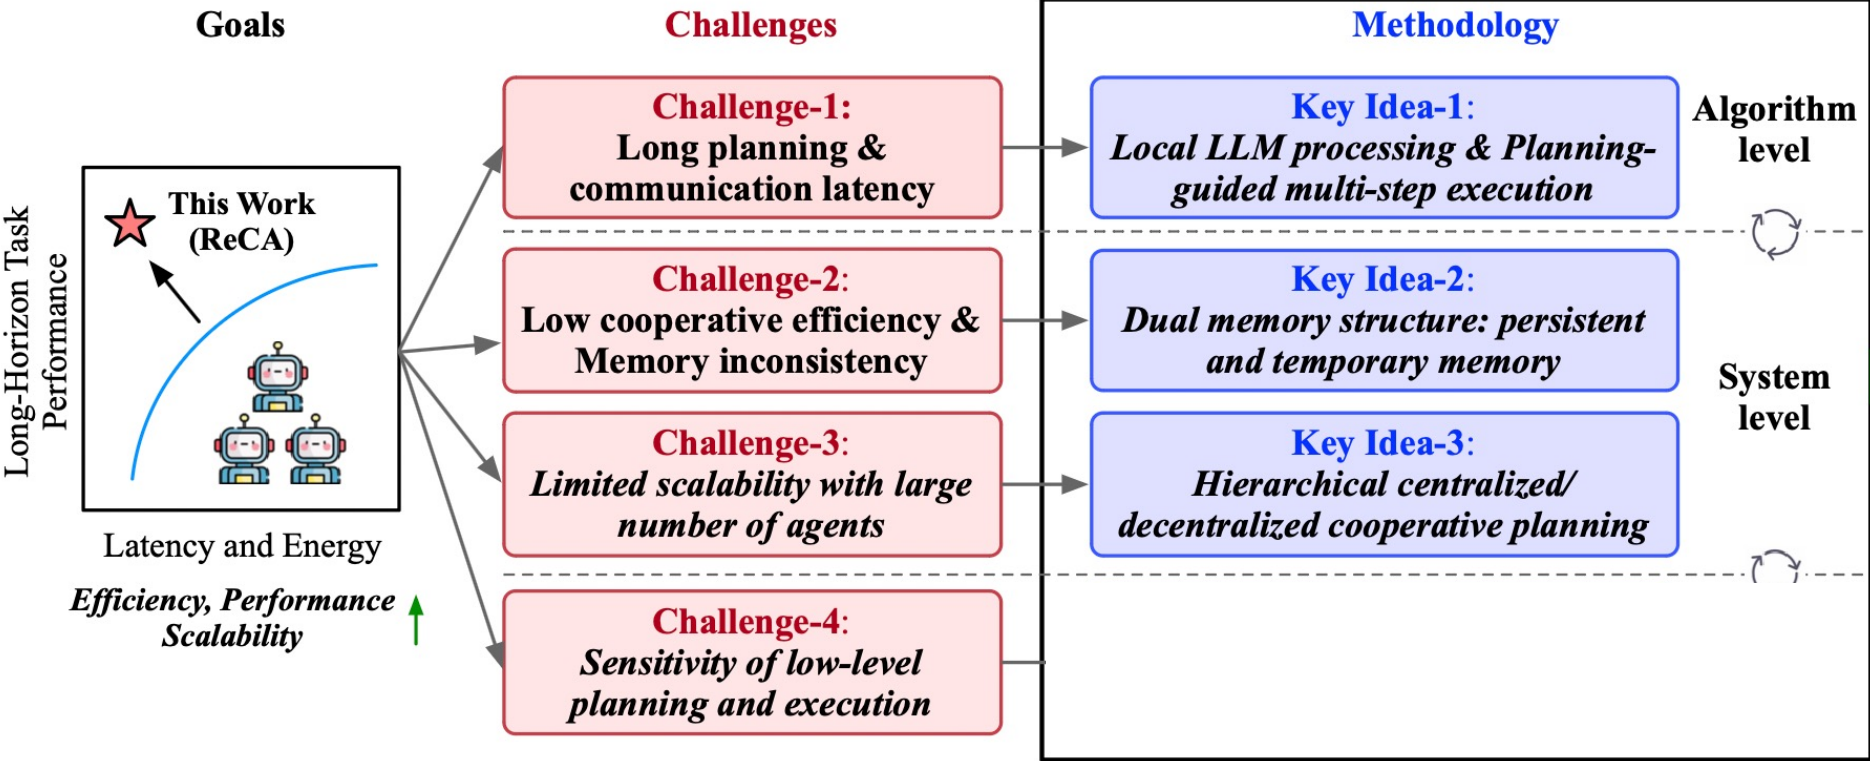 Goals
Challenges
Methodology
Long-Horizon Task
Performance
This Work
(ReCA)
Latency and Energy
Efficiency, Performance
Scalability
Challenge-1:
Long planning &
communication latency
Key Idea-1:
Local LLM processing & Planning-
guided multi-step execution
Algorithm
level
Challenge-2:
Low cooperative efficiency &
Memory inconsistency
Key Idea-2:
Dual memory structure: persistent
and temporary memory
System
level
Challenge-3:
Limited scalability with large
number of agents
Key Idea-3:
Hierarchical centralized/
decentralized cooperative planning
Challenge-4:
Sensitivity of low-level
planning and execution